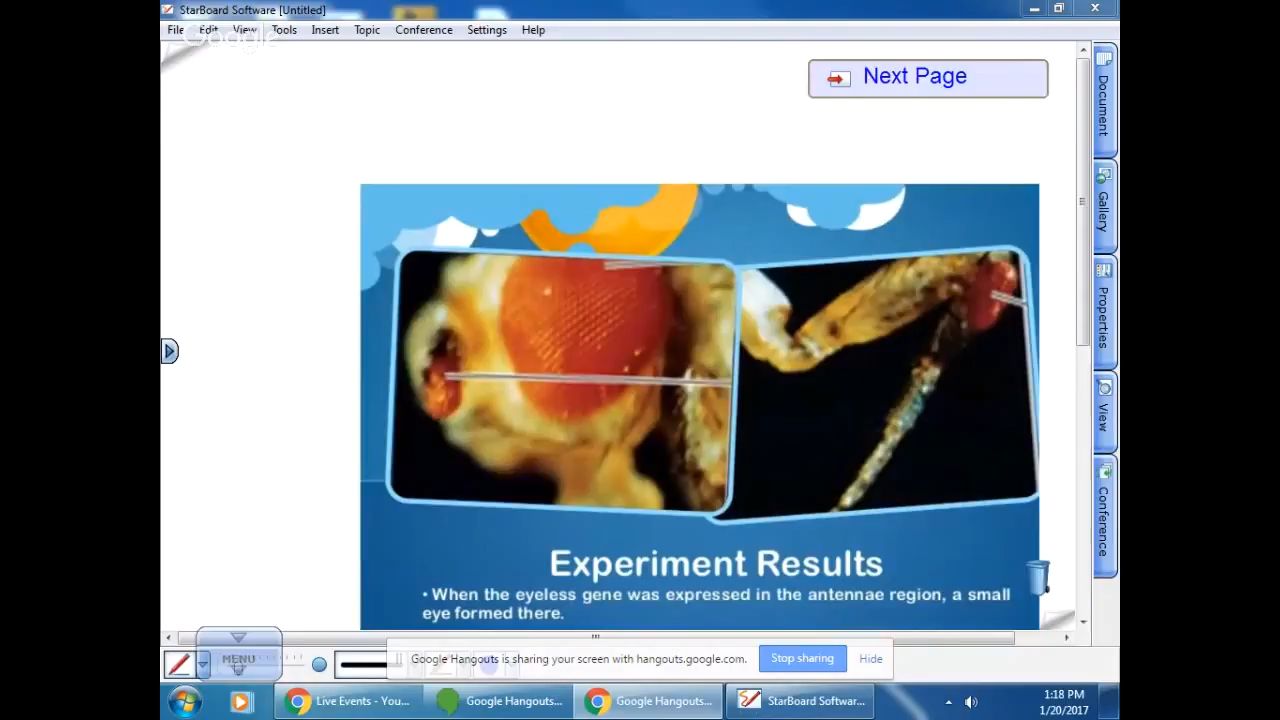 StarBoard Software [Untitled]
File Edit View Tools Insert Topic Conference Settings Help
Google
Next Page
Document
Gallery
Properties
View
Conference
Experiment Results
• When the eyeless gene was expressed in the antennae region, a small
eye formed there.
MENU
Google Hangouts is sharing your screen with hangouts.google.com.
Stop sharing
Hide
Live Events - You...
Google Hangouts...
Google Hangouts...
StarBoard Softwar...
1:18 PM
1/20/2017